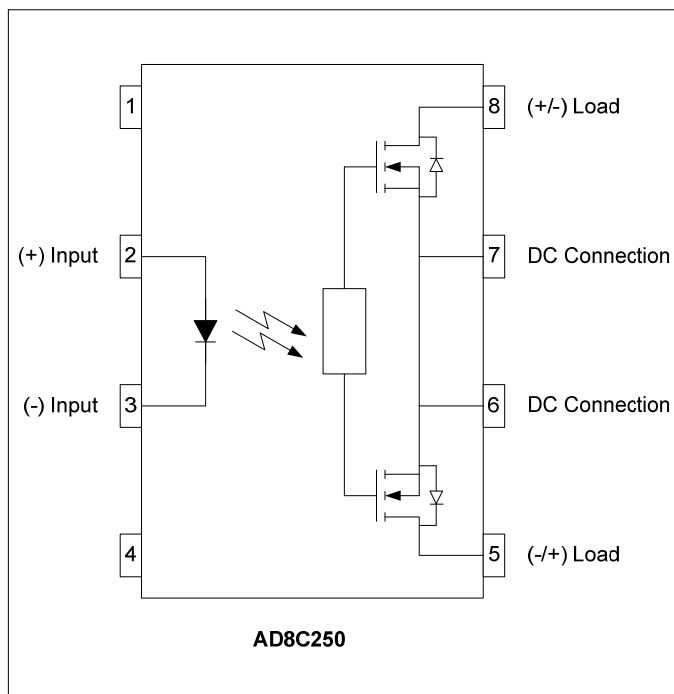 1
8 (+/-) Load
(+) Input 2
7 DC Connection
(-) Input 3
6 DC Connection
4
5 (-/+) Load
AD8C250